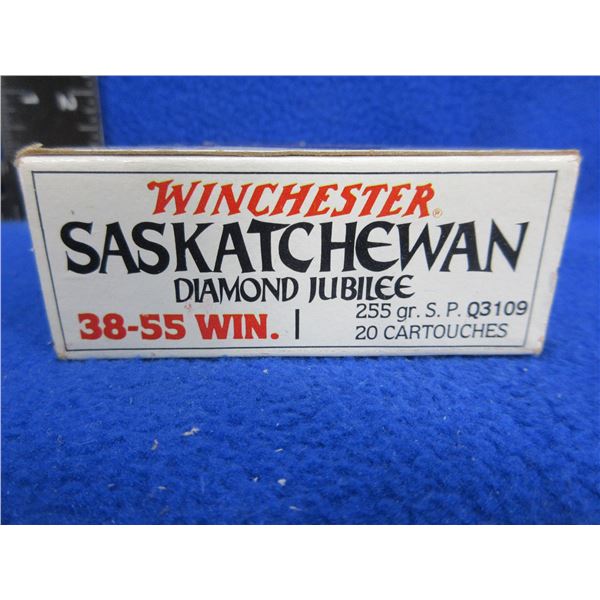 WINCHESTER®
SASKATCHEWAN
DIAMOND JUBILEE
38-55 WIN. | 255 gr. S. P. Q3109
20 CARTOUCHES